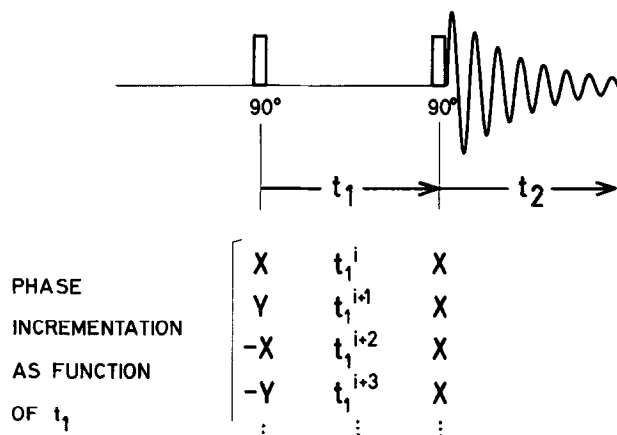 90° 90°
t₁ t₂
X t₁ⁱ X
PHASE
Y t₁ⁱ⁺¹ X
INCREMENTATION
-X t₁ⁱ⁺² X
AS FUNCTION
-Y t₁ⁱ⁺³ X
OF t₁
⋮ ⋮ ⋮